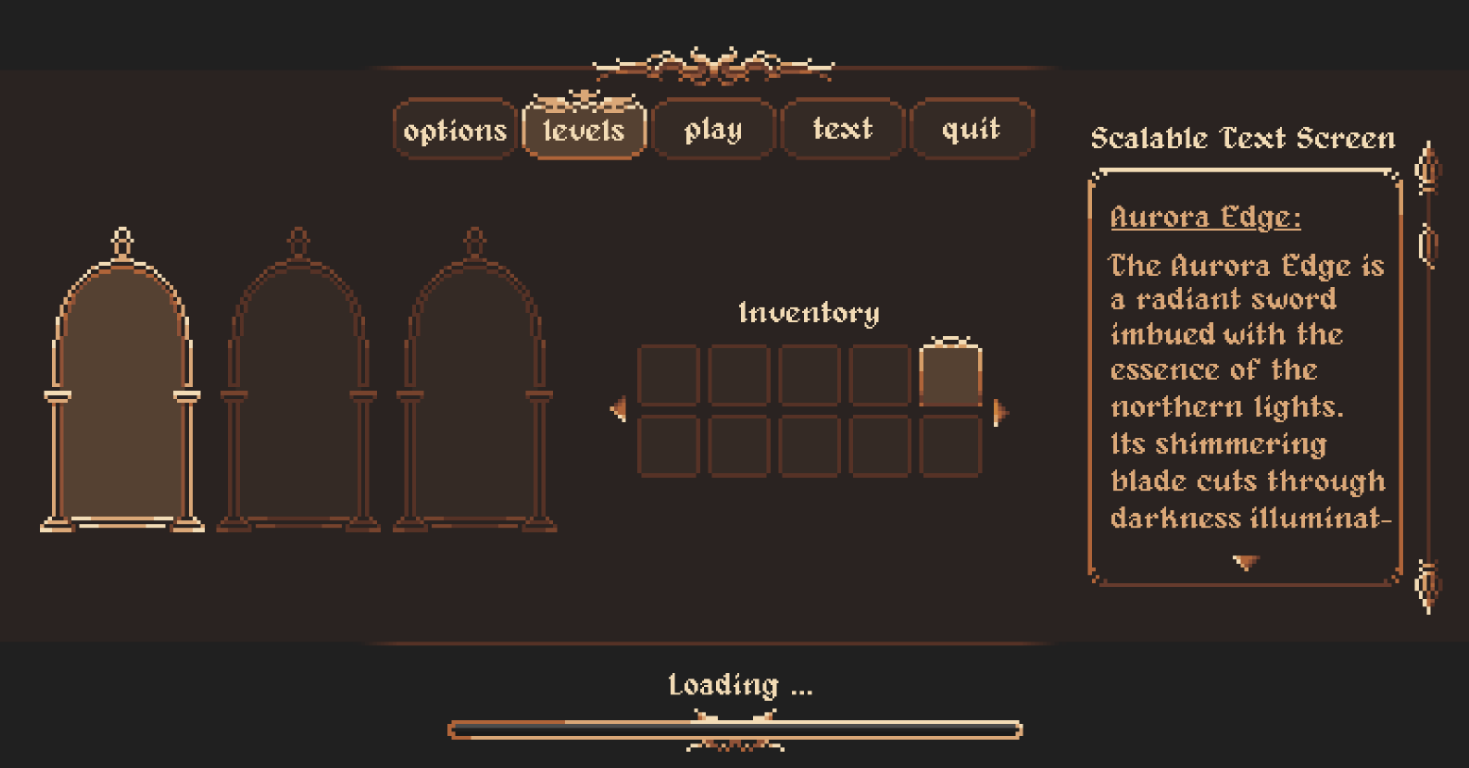 options levels play text quit
Scalable Text Screen
Aurora Edge:
The Aurora Edge is
a radiant sword
imbued with the
essence of the
northern lights.
Its shimmering
blade cuts through
darkness illuminat-
Inventory
Loading ...